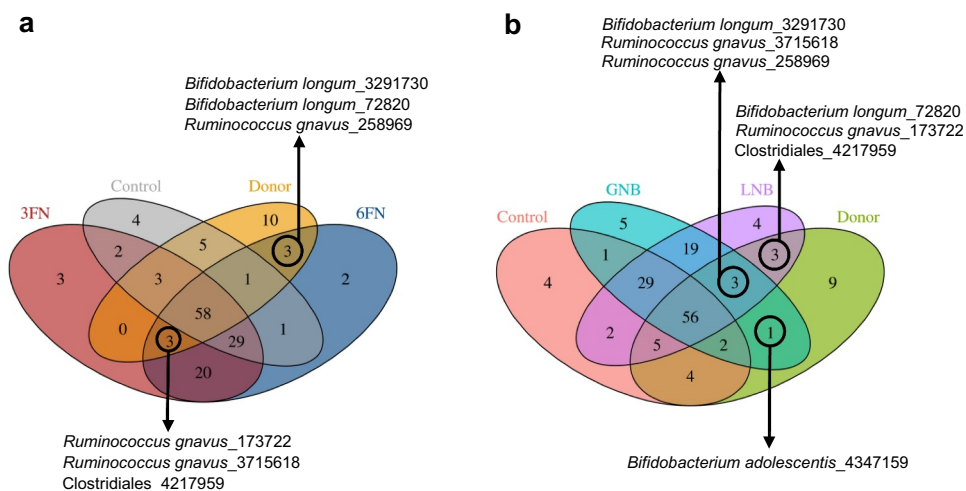 a
Bifidobacterium longum_3291730
Bifidobacterium longum_72820
Ruminococcus gnavus_258969
Control
Donor
3FN
6FN
4
10
2
5
3
3
3
1
2
0
58
1
3
29
20
Ruminococcus gnavus_173722
Ruminococcus gnavus_3715618
Clostridiales_4217959
b
Bifidobacterium longum_3291730
Ruminococcus gnavus_3715618
Ruminococcus gnavus_258969
Bifidobacterium longum_72820
Ruminococcus gnavus_173722
Clostridiales_4217959
GNB
LNB
Control
Donor
5
4
1
19
3
4
29
3
9
2
56
1
5
2
4
Bifidobacterium adolescentis_4347159